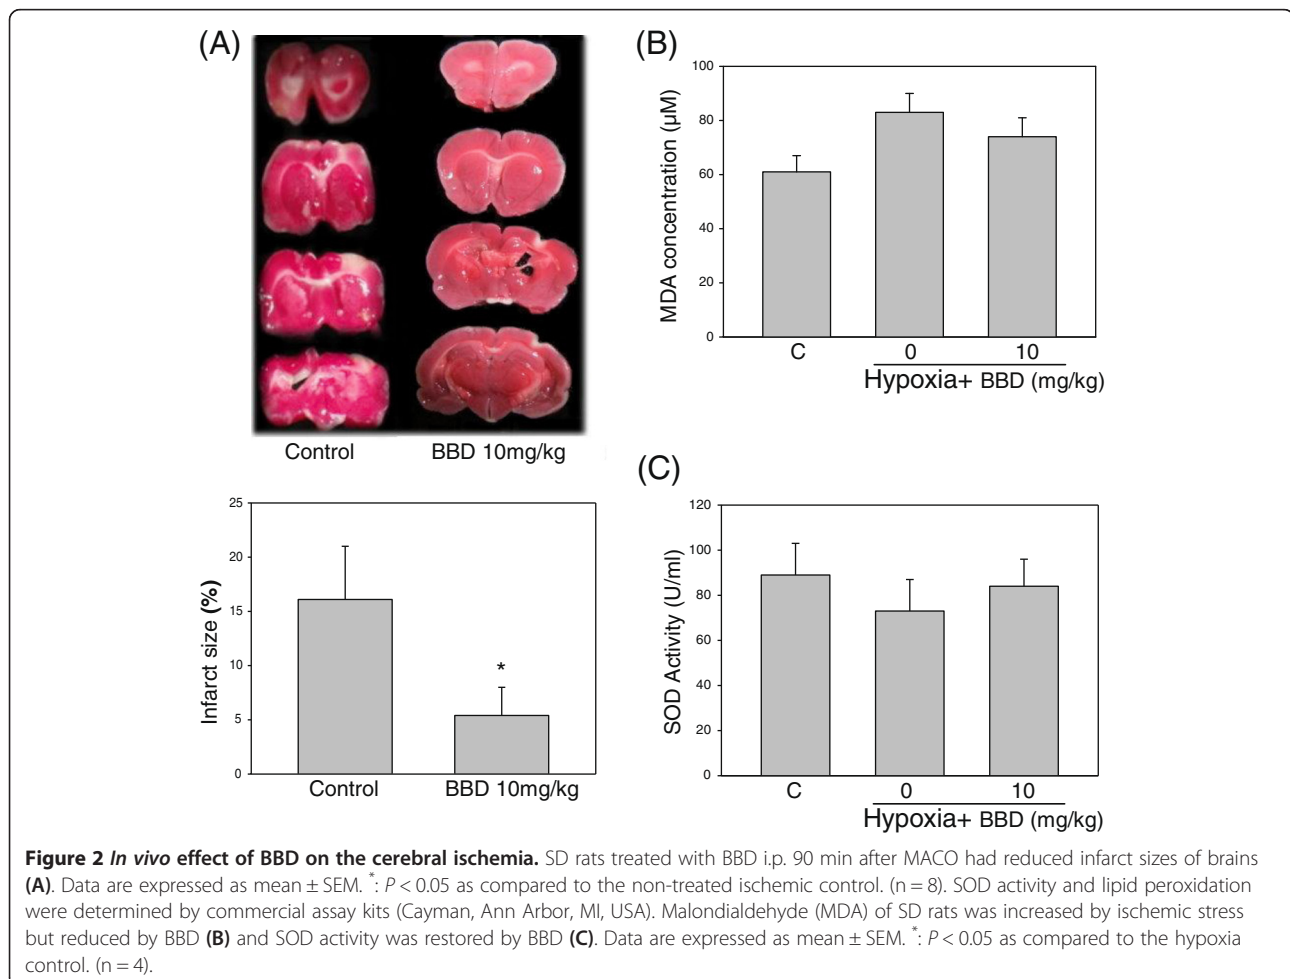 (A)
Control BBD 10mg/kg
25
20
15
10
5
0
Infarct size (%)
*
Control BBD 10mg/kg
(B)
100
80
60
40
20
0
MDA concentration (µM)
C 0 10
Hypoxia+ BBD (mg/kg)
(C)
120
100
80
60
40
20
0
SOD Activity (U/ml)
C 0 10
Hypoxia+ BBD (mg/kg)
Figure 2 In vivo effect of BBD on the cerebral ischemia. SD rats treated with BBD i.p. 90 min after MACO had reduced infarct sizes of brains
(A). Data are expressed as mean ± SEM. *: P < 0.05 as compared to the non-treated ischemic control. (n = 8). SOD activity and lipid peroxidation
were determined by commercial assay kits (Cayman, Ann Arbor, MI, USA). Malondialdehyde (MDA) of SD rats was increased by ischemic stress
but reduced by BBD (B) and SOD activity was restored by BBD (C). Data are expressed as mean ± SEM. *: P < 0.05 as compared to the hypoxia
control. (n = 4).